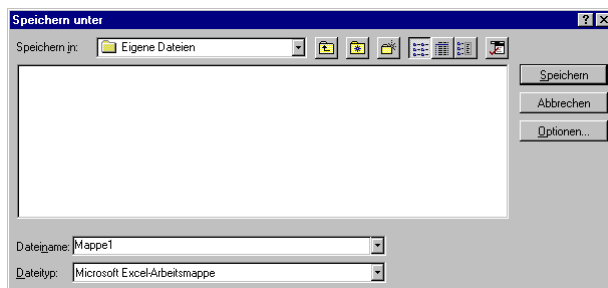 Speichern unter
Speichern in: Eigene Dateien
Speichern
Abbrechen
Optionen...
Dateiname: Mappe1
Dateityp: Microsoft Excel-Arbeitsmappe